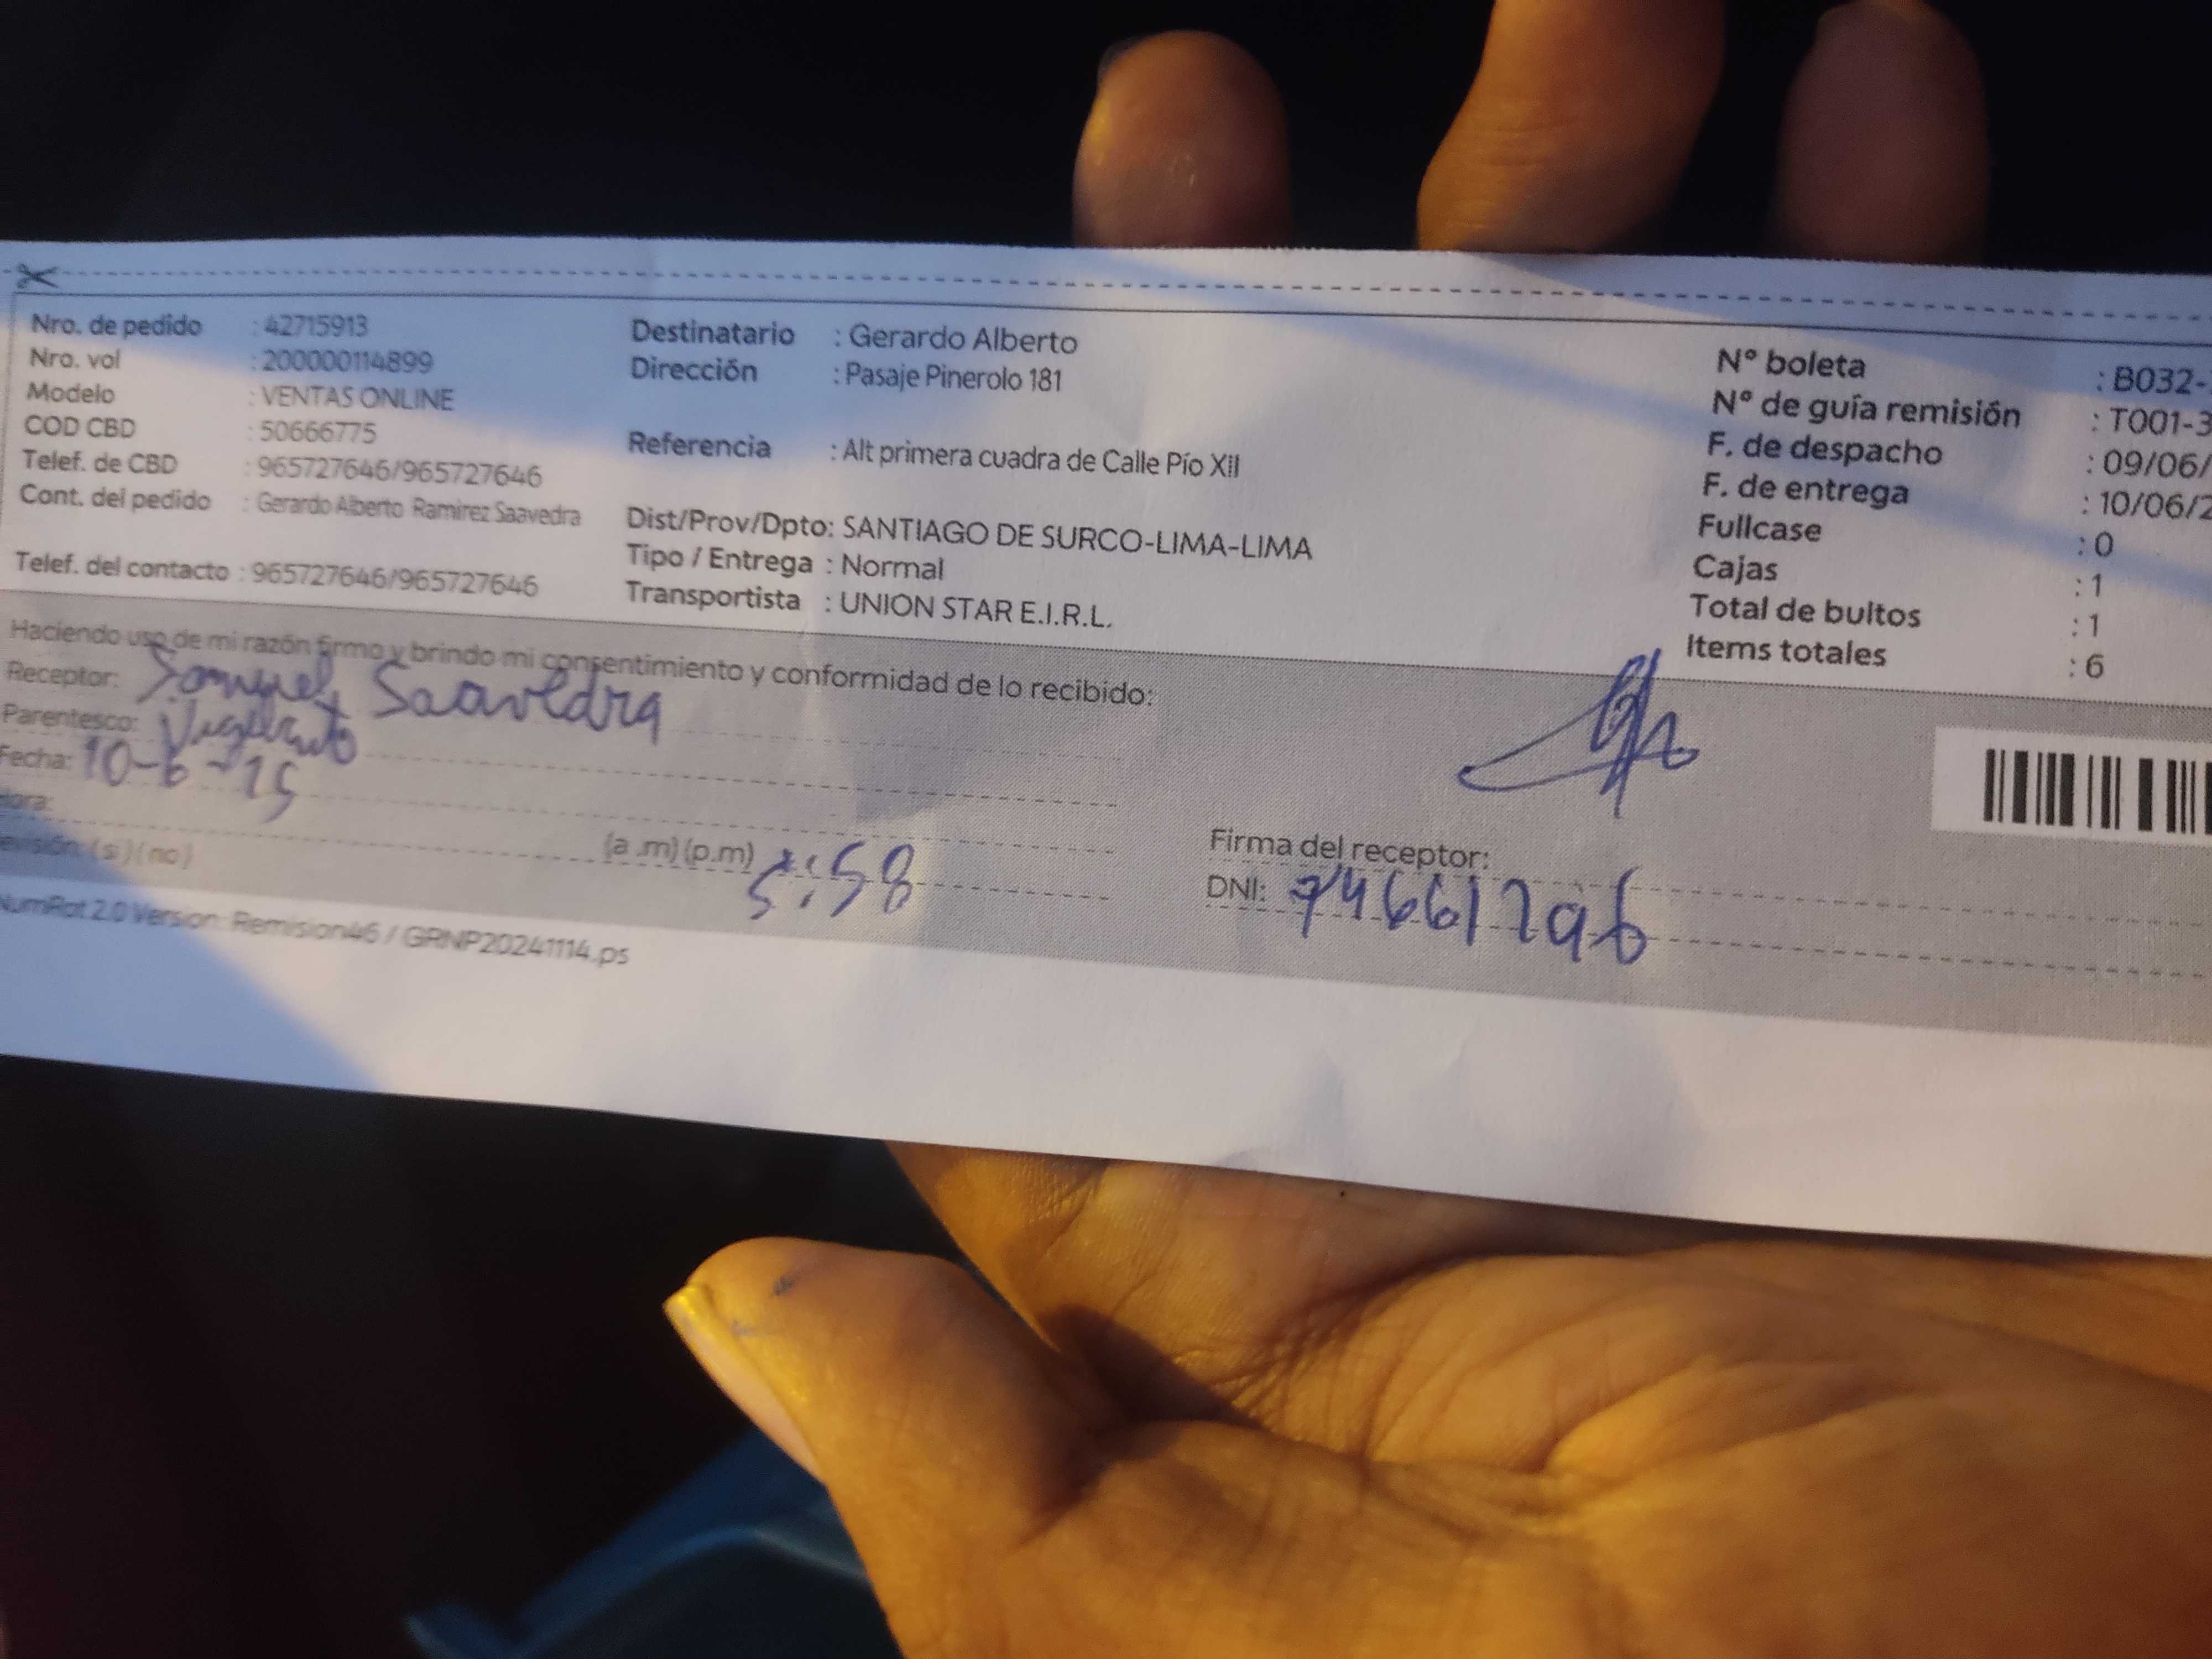 Nro. de pedido : 42715913
Nro. vol : 200000114899
Modelo : VENTAS ONLINE
COD CBD : 50666775
Telef. de CBD : 965727646/965727646
Cont. del pedido : Gerardo Alberto Ramirez Saavedra
Telef. del contacto : 965727646/965727646
Destinatario : Gerardo Alberto
Dirección : Pasaje Pinerolo 181
Referencia : Alt primera cuadra de Calle Pío XII
Dist/Prov/Dpto: SANTIAGO DE SURCO-LIMA-LIMA
Tipo / Entrega : Normal
Transportista : UNION STAR E.I.R.L.
N° boleta : B032-
N° de guía remisión : T001-3
F. de despacho : 09/06/
F. de entrega : 10/06/2
Fullcase : 0
Cajas : 1
Total de bultos : 1
Items totales : 6
Haciendo uso de mi razón firmo y brindo mi consentimiento y conformidad de lo recibido:
Receptor: Samuel Saavedra
Parentesco:
Fecha: 10-6-25
Hora:
(a .m) (p.m) 5:58
(si) (no)
Firma del receptor:
DNI: 74661296
NumRot 2.0 Version: Remision46 / GRNP20241114.ps